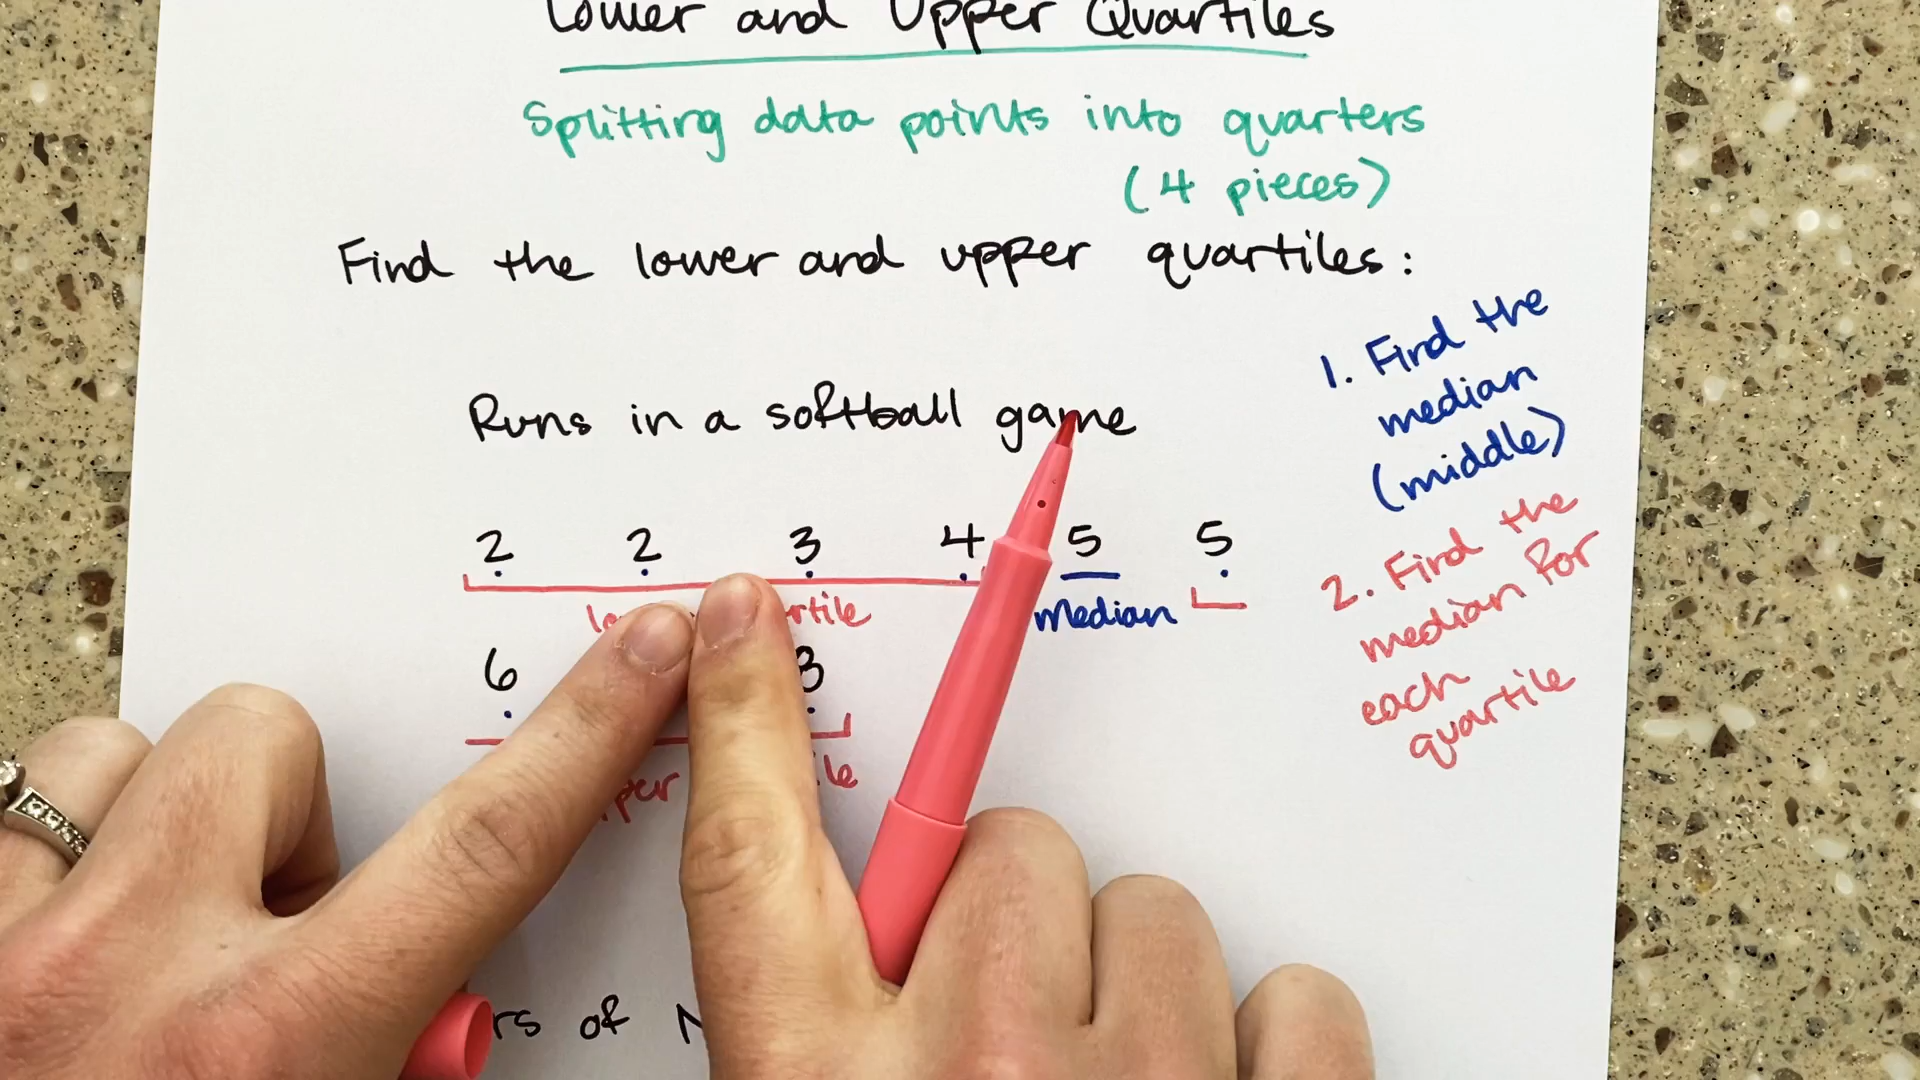 Lower and Upper Quartiles
Splitting data points into quarters
(4 pieces)
Find the lower and upper quartiles:
Runs in a softball game
2 2 3 4 5 5
Median
6 8
1. Find the
median
(middle)
2. Find the
median for
each
quartile
of